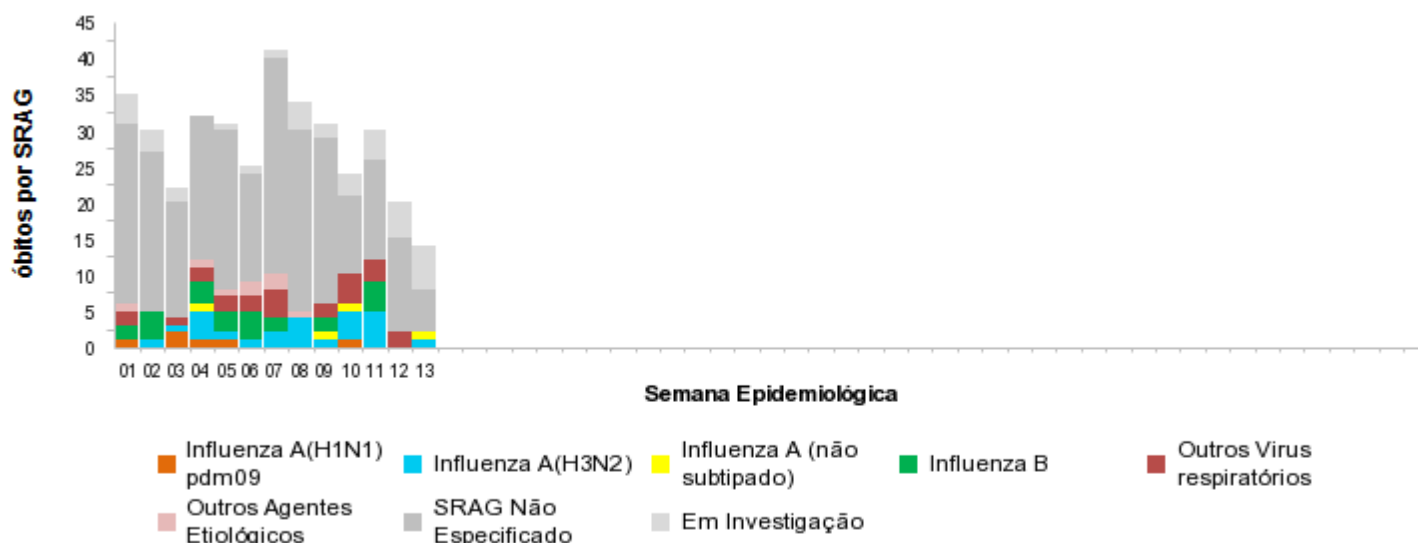 45
40
35
30
25
20
15
10
5
0
óbitos por SRAG
01 02 03 04 05 06 07 08 09 10 11 12 13
Semana Epidemiológica
Influenza A(H1N1)
pdm09
Influenza A(H3N2)
Influenza A (não
subtipado)
Influenza B
Outros Virus
respiratórios
Outros Agentes
Etiológicos
SRAG Não
Especificado
Em Investigação